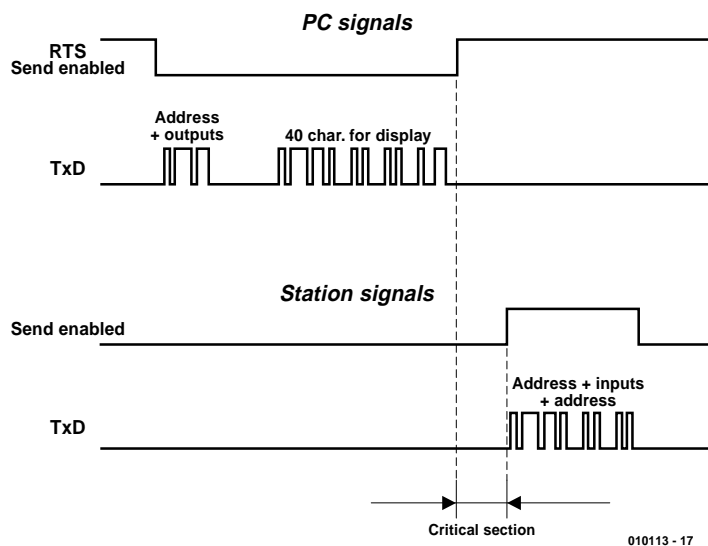 PC signals
RTS
Send enabled
Address
+ outputs
40 char. for display
TxD
Station signals
Send enabled
Address + inputs
+ address
TxD
Critical section
010113 - 17